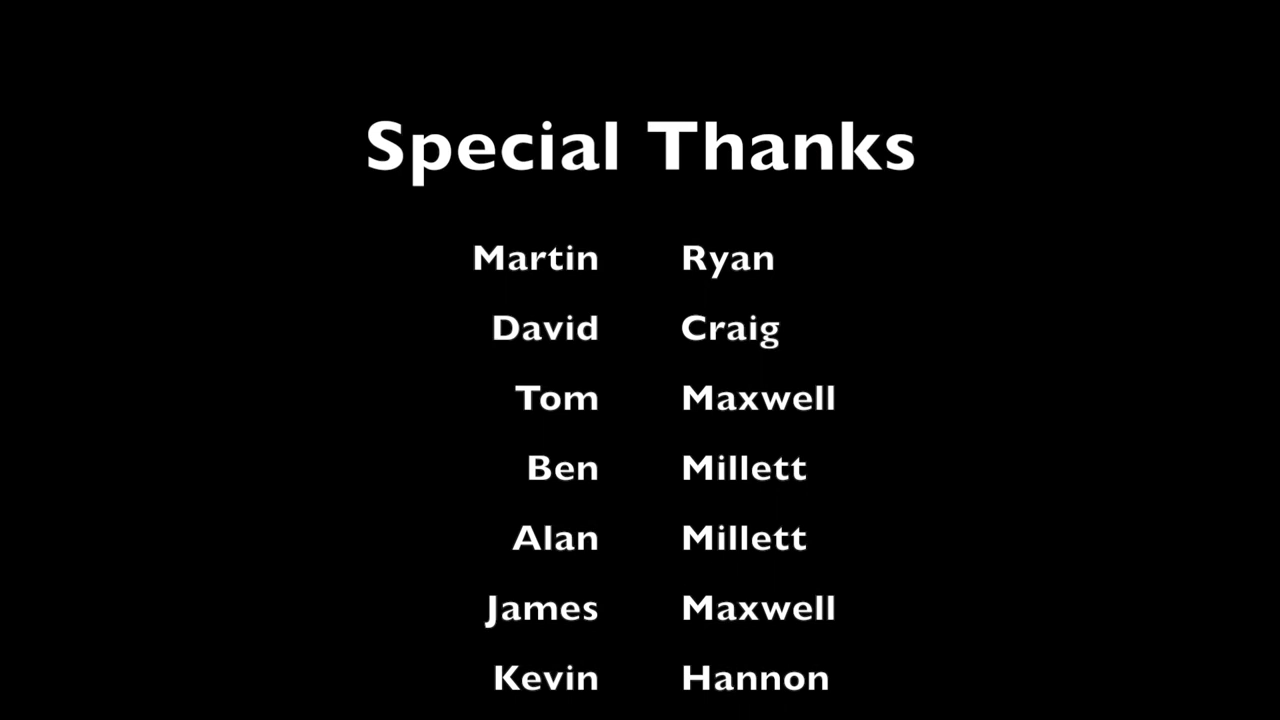 Special Thanks
Martin Ryan
David Craig
Tom Maxwell
Ben Millett
Alan Millett
James Maxwell
Kevin Hannon